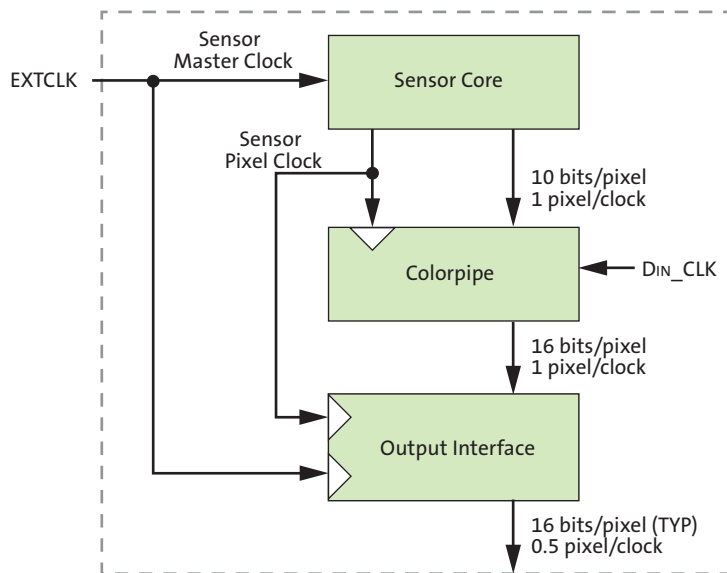 Sensor
Master Clock
EXTCLK
Sensor Core
Sensor
Pixel Clock
10 bits/pixel
1 pixel/clock
Colorpipe
DIN_CLK
16 bits/pixel
1 pixel/clock
Output Interface
16 bits/pixel (TYP)
0.5 pixel/clock